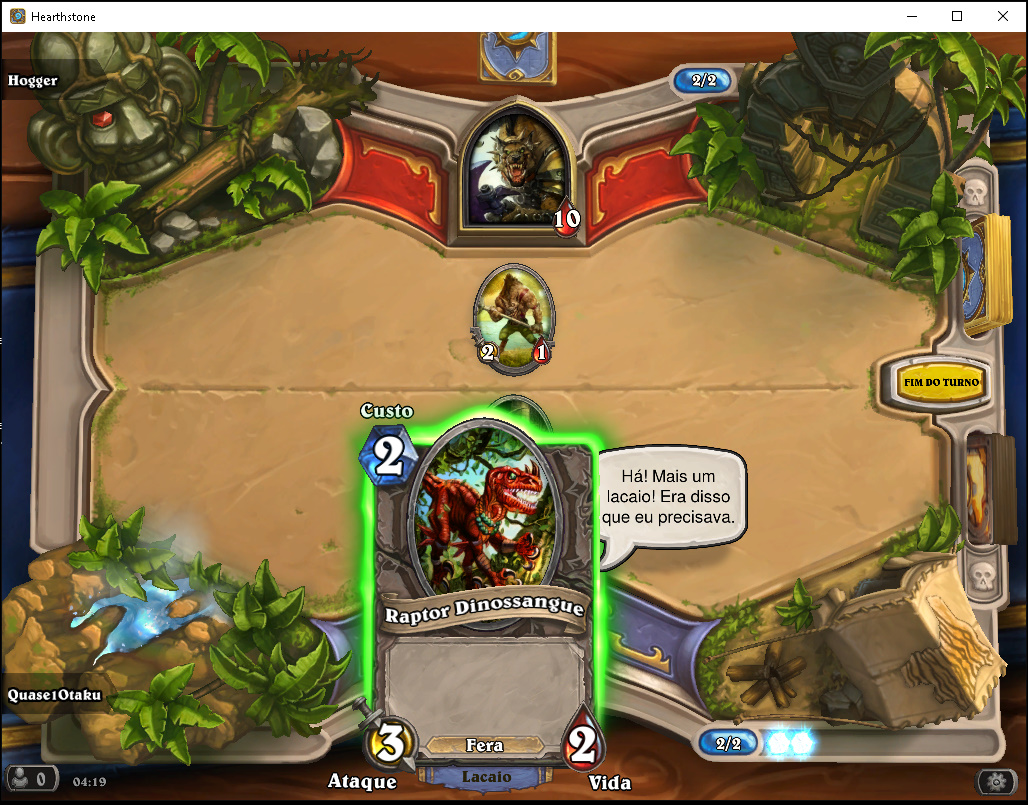 Hearthstone
Hogger
2/2
10
2
1
FIM DO TURNO
Custo
2
Há! Mais um
lacaio! Era disso
que eu precisava.
Raptor Dinossangue
Quase1Otaku
3
Fera
2
2/2
Ataque
Lacaio
Vida
0
04:19